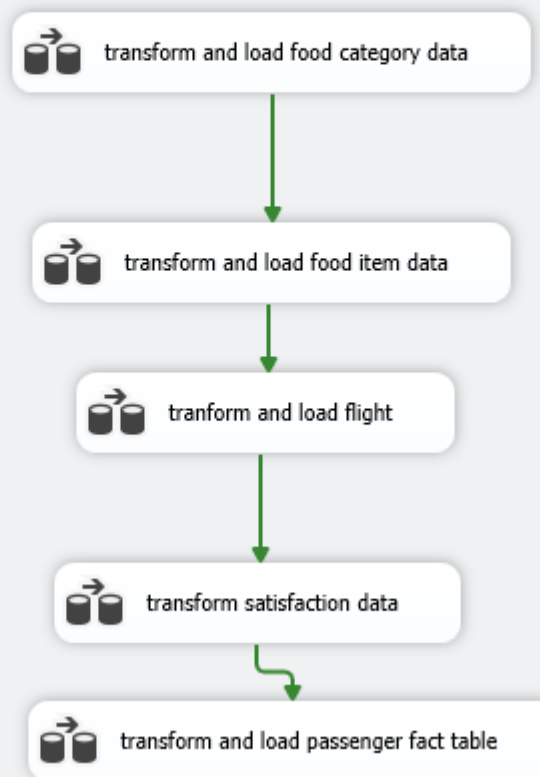 transform and load food category data
transform and load food item data
tranform and load flight
transform satisfaction data
transform and load passenger fact table